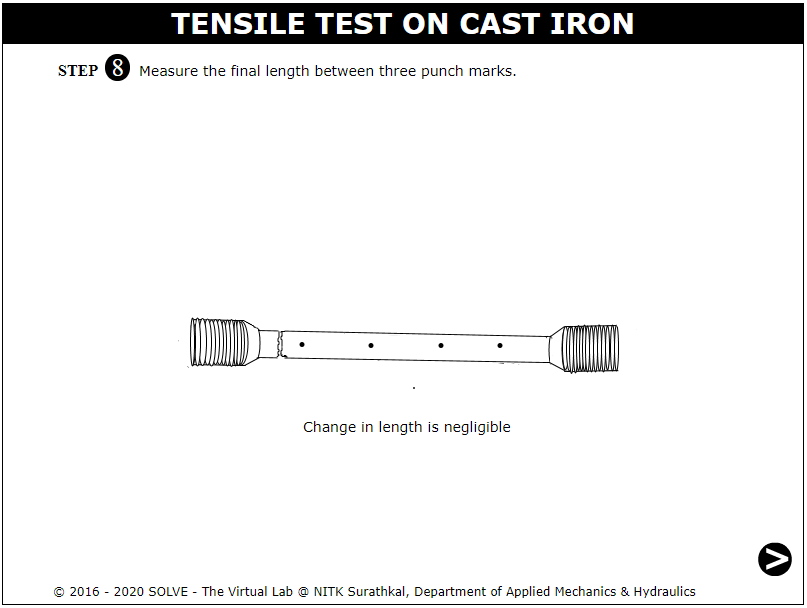 TENSILE TEST ON CAST IRON
STEP 8 Measure the final length between three punch marks.
Change in length is negligible
>
© 2016 - 2020 SOLVE - The Virtual Lab @ NITK Surathkal, Department of Applied Mechanics & Hydraulics